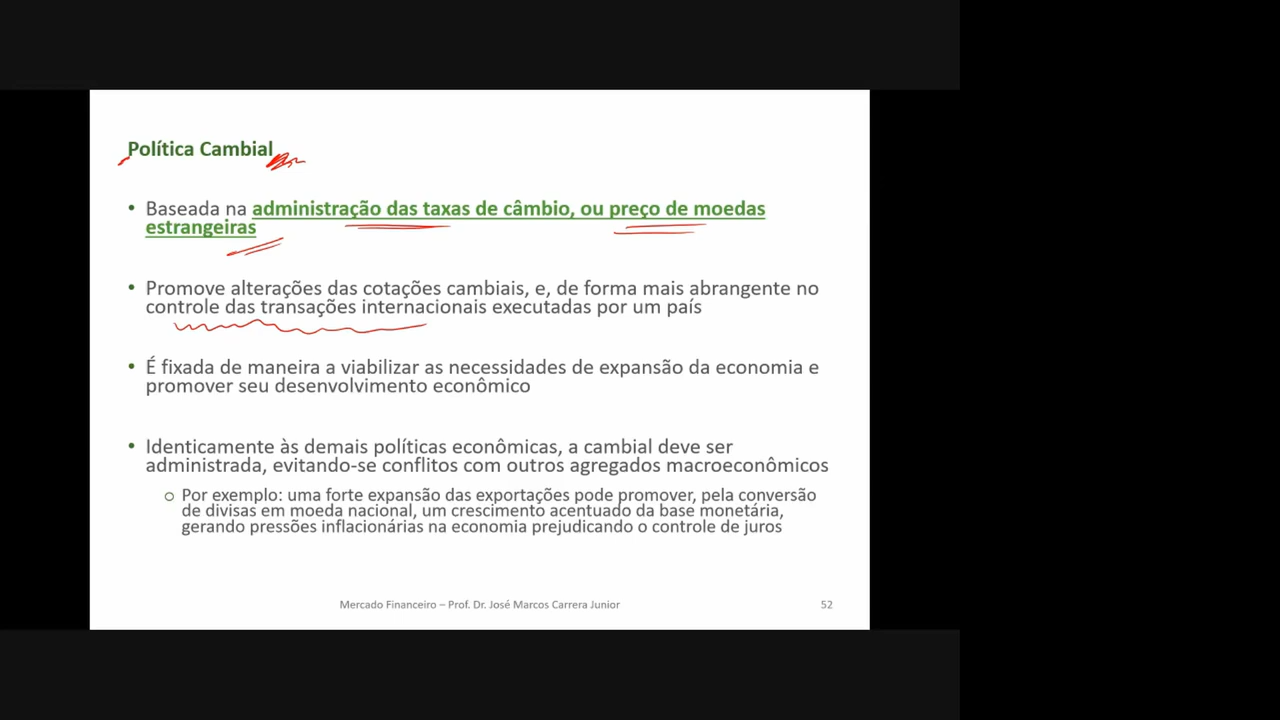 Política Cambial
• Baseada na administração das taxas de câmbio, ou preço de moedas
estrangeiras
• Promove alterações das cotações cambiais, e, de forma mais abrangente no
controle das transações internacionais executadas por um país
• É fixada de maneira a viabilizar as necessidades de expansão da economia e
promover seu desenvolvimento econômico
• Identicamente às demais políticas econômicas, a cambial deve ser
administrada, evitando-se conflitos com outros agregados macroeconômicos
o Por exemplo: uma forte expansão das exportações pode promover, pela conversão
de divisas em moeda nacional, um crescimento acentuado da base monetária,
gerando pressões inflacionárias na economia prejudicando o controle de juros
Mercado Financeiro – Prof. Dr. José Marcos Carrera Junior 52